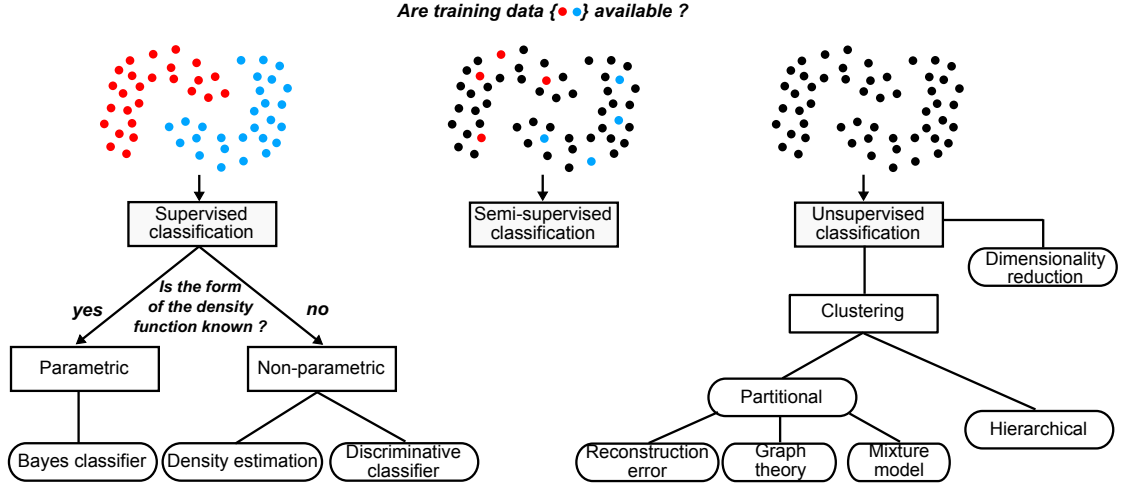 Are training data {● ●} available ?
Supervised
classification
Semi-supervised
classification
Unsupervised
classification
Dimensionality
reduction
Is the form
of the density
function known ?
yes
no
Clustering
Parametric
Non-parametric
Partitional
Hierarchical
Bayes classifier
Density estimation
Discriminative
classifier
Reconstruction
error
Graph
theory
Mixture
model